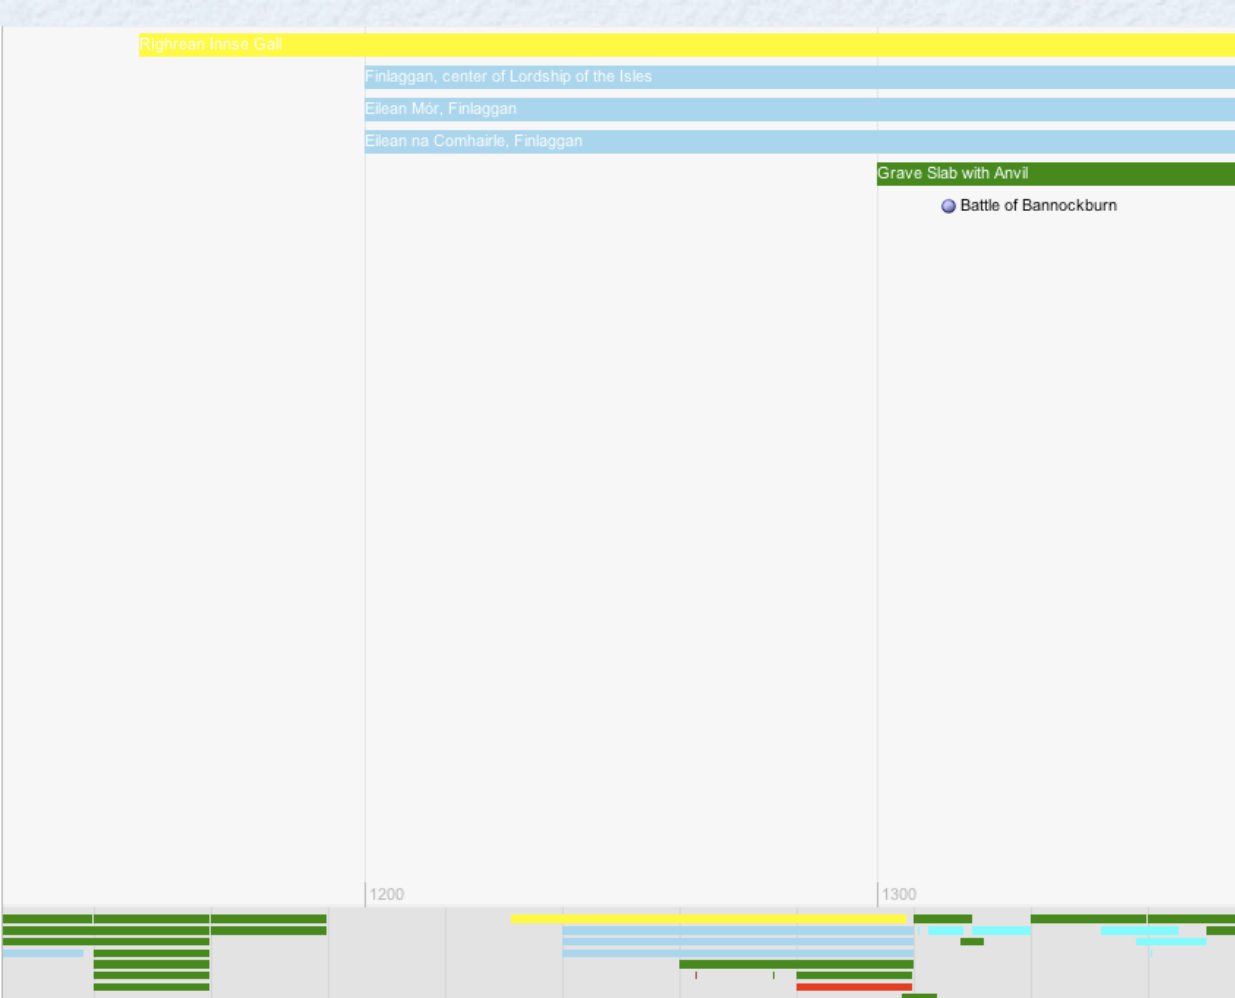 Righrean Innse Gall
Finlaggan, center of Lordship of the Isles
Eilean Mór, Finlaggan
Eilean na Comhairle, Finlaggan
Grave Slab with Anvil
Battle of Bannockburn
1200
1300